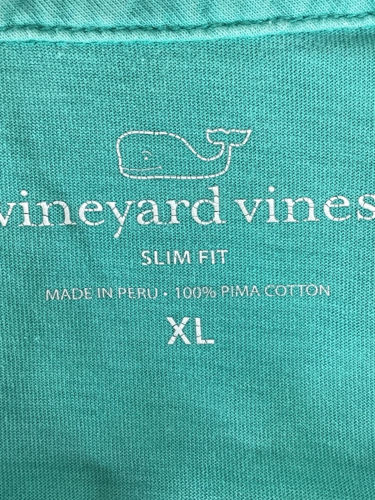 vineyard vines
SLIM FIT
MADE IN PERU • 100% PIMA COTTON
XL